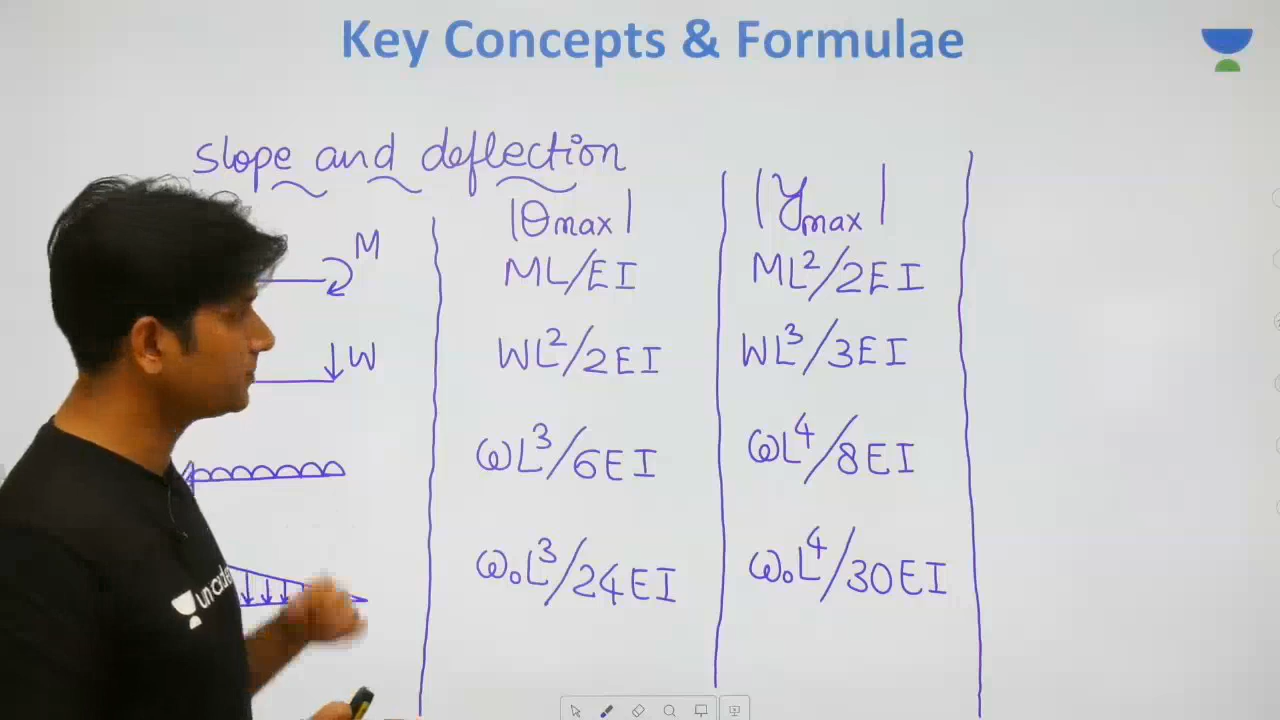 Key Concepts & Formulae
slope and deflection
|θmax| |ymax|
M ML/EI ML²/2EI
W WL²/2EI WL³/3EI
ωL³/6EI ωL⁴/8EI
ω₀L³/24EI ω₀L⁴/30EI